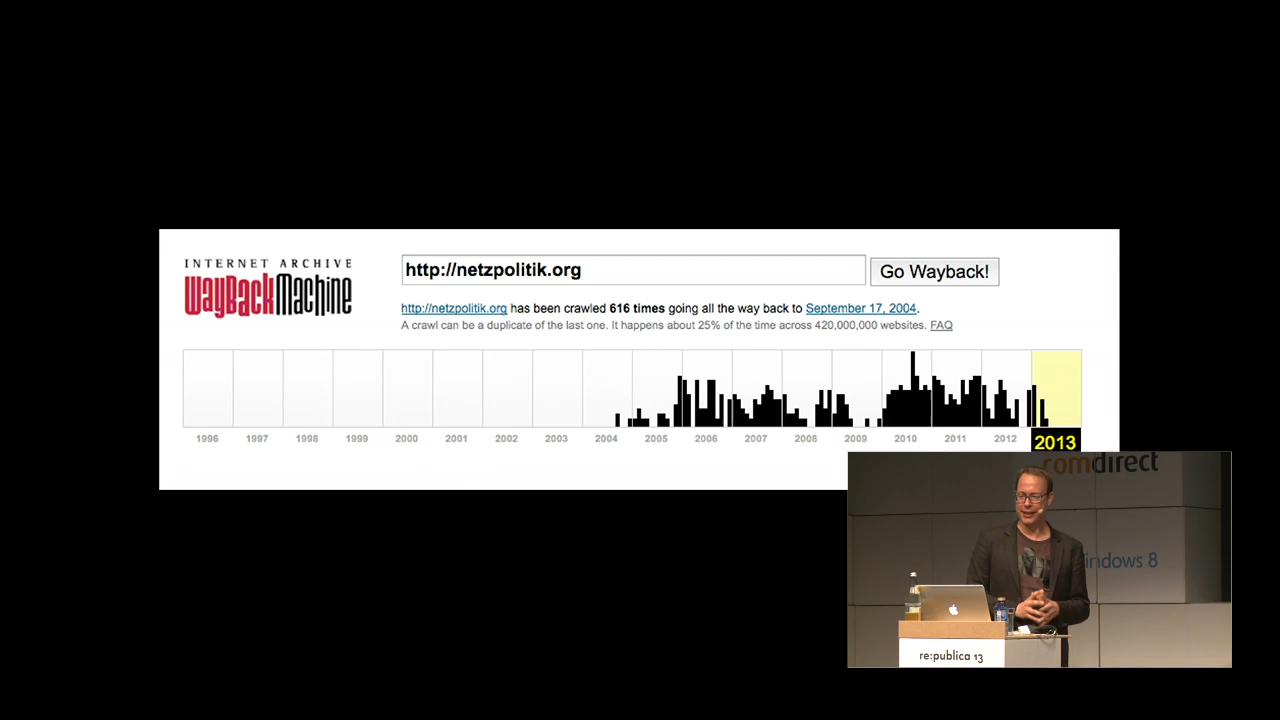 INTERNET ARCHIVE
WayBackMachine
http://netzpolitik.org
Go Wayback!
http://netzpolitik.org has been crawled 616 times going all the way back to September 17, 2004.
A crawl can be a duplicate of the last one. It happens about 25% of the time across 420,000,000 websites. FAQ
1996 1997 1998 1999 2000 2001 2002 2003 2004 2005 2006 2007 2008 2009 2010 2011 2012 2013
comdirect
indows 8
re:publica 13